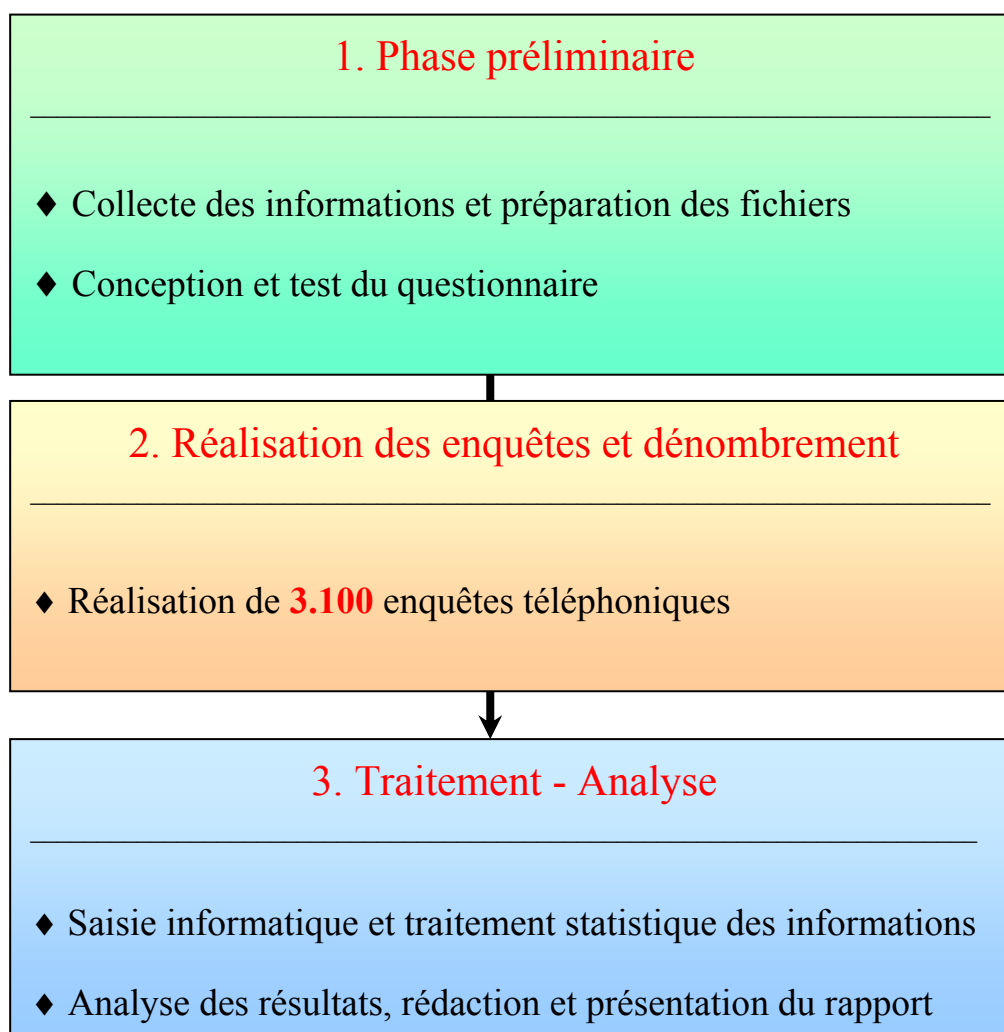 1. Phase préliminaire
♦ Collecte des informations et préparation des fichiers
♦ Conception et test du questionnaire
2. Réalisation des enquêtes et dénombrement
♦ Réalisation de 3.100 enquêtes téléphoniques
3. Traitement - Analyse
♦ Saisie informatique et traitement statistique des informations
♦ Analyse des résultats, rédaction et présentation du rapport